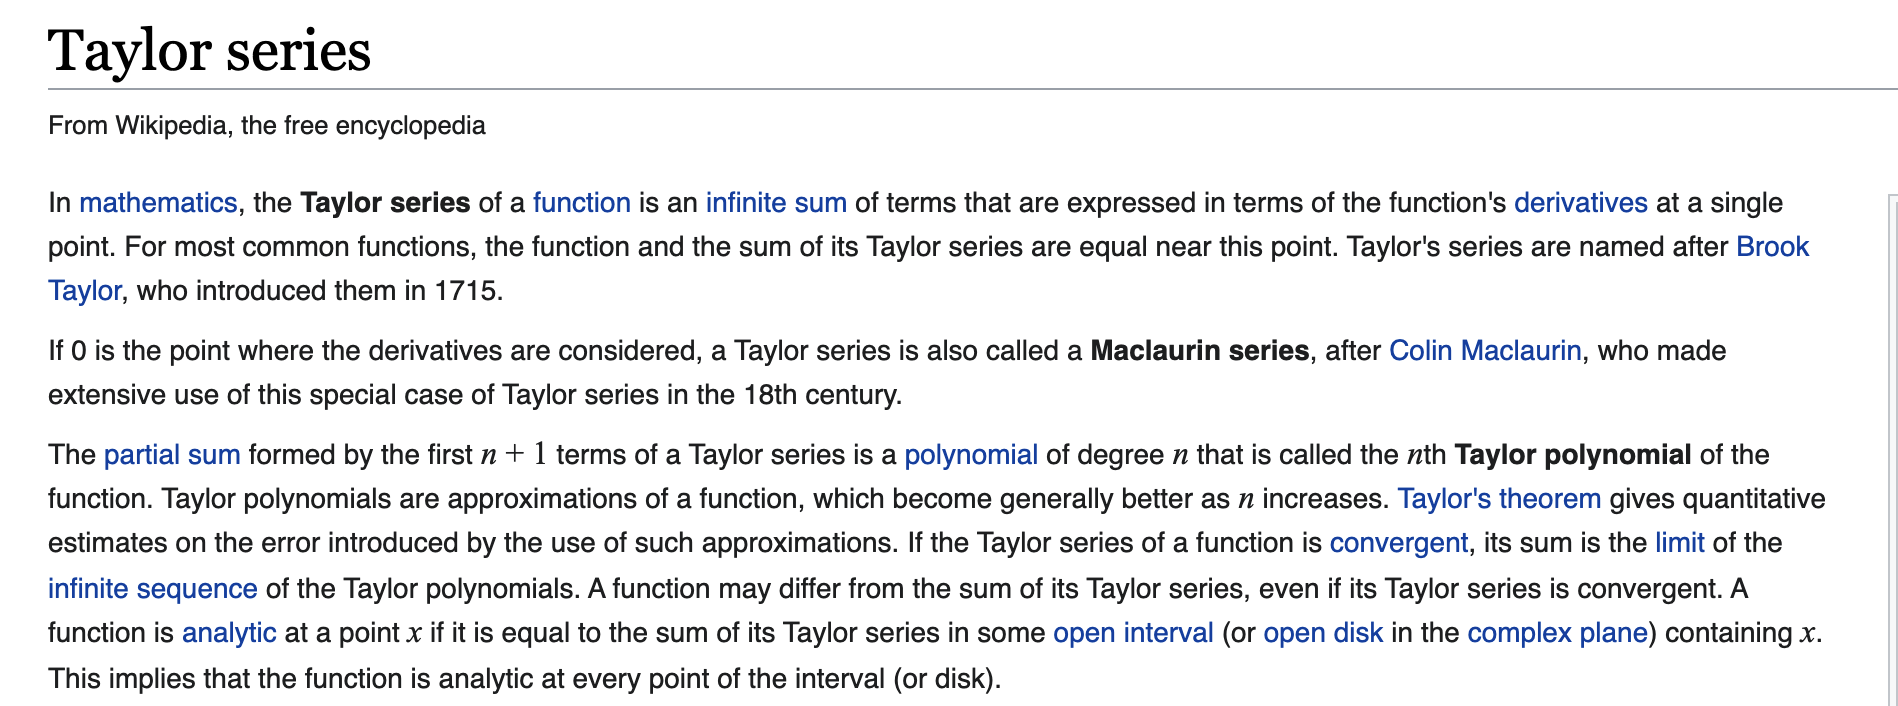 Taylor series
From Wikipedia, the free encyclopedia
In mathematics, the Taylor series of a function is an infinite sum of terms that are expressed in terms of the function's derivatives at a single
point. For most common functions, the function and the sum of its Taylor series are equal near this point. Taylor's series are named after Brook
Taylor, who introduced them in 1715.
If 0 is the point where the derivatives are considered, a Taylor series is also called a Maclaurin series, after Colin Maclaurin, who made
extensive use of this special case of Taylor series in the 18th century.
The partial sum formed by the first n + 1 terms of a Taylor series is a polynomial of degree n that is called the nth Taylor polynomial of the
function. Taylor polynomials are approximations of a function, which become generally better as n increases. Taylor's theorem gives quantitative
estimates on the error introduced by the use of such approximations. If the Taylor series of a function is convergent, its sum is the limit of the
infinite sequence of the Taylor polynomials. A function may differ from the sum of its Taylor series, even if its Taylor series is convergent. A
function is analytic at a point x if it is equal to the sum of its Taylor series in some open interval (or open disk in the complex plane) containing x.
This implies that the function is analytic at every point of the interval (or disk).